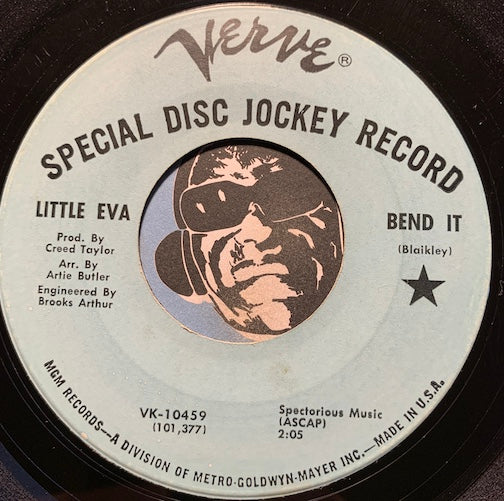 VERVE®
SPECIAL DISC JOCKEY RECORD
LITTLE EVA
BEND IT
Prod. By
Creed Taylor
Arr. By
Artie Butler
Engineered By
Brooks Arthur
(Blaikley)
VK-10459
(101,377)
Spectorious Music
(ASCAP)
2:05
MGM RECORDS—A DIVISION OF METRO-GOLDWYN-MAYER INC.—MADE IN U.S.A.